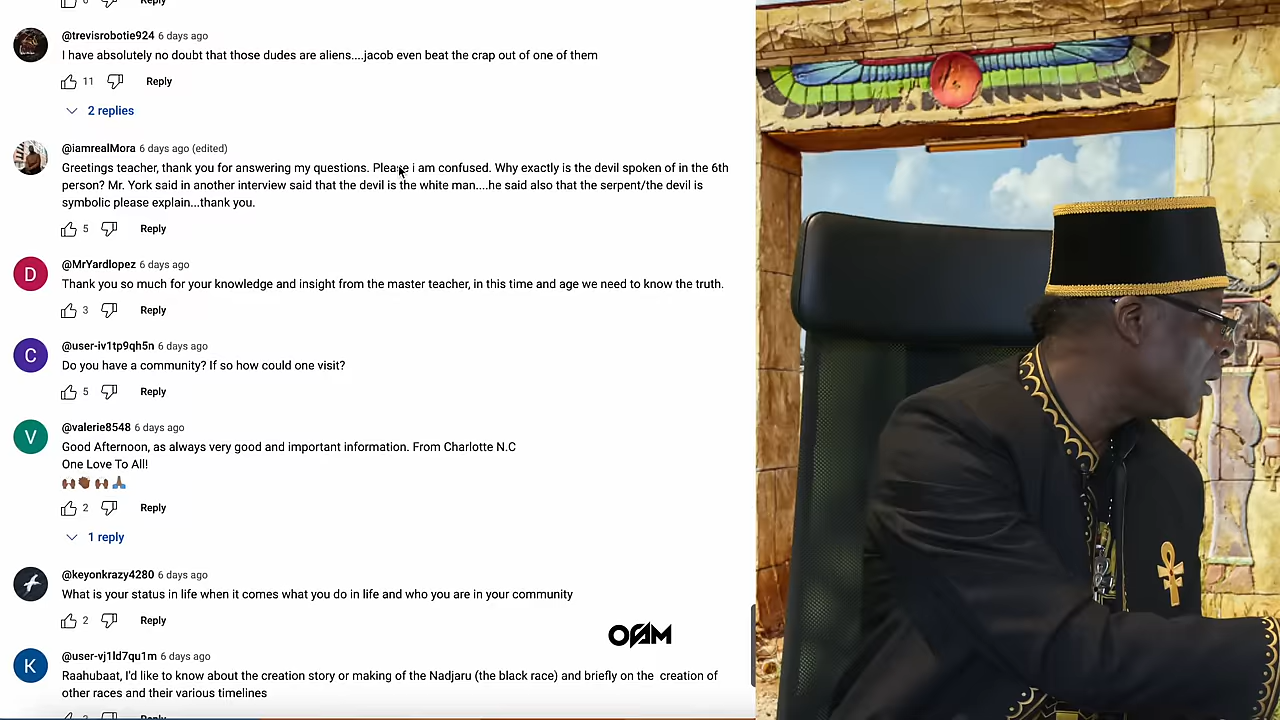 Reply
@trevisrobotie924 6 days ago
I have absolutely no doubt that those dudes are aliens....jacob even beat the crap out of one of them
11 Reply
2 replies
@iamrealMora 6 days ago (edited)
Greetings teacher, thank you for answering my questions. Please i am confused. Why exactly is the devil spoken of in the 6th
person? Mr. York said in another interview said that the devil is the white man....he said also that the serpent/the devil is
symbolic please explain...thank you.
5 Reply
D
@MrYardlopez 6 days ago
Thank you so much for your knowledge and insight from the master teacher, in this time and age we need to know the truth.
3 Reply
C
@user-iv1tp9qh5n 6 days ago
Do you have a community? If so how could one visit?
5 Reply
V
@valerie8548 6 days ago
Good Afternoon, as always very good and important information. From Charlotte N.C
One Love To All!
2 Reply
1 reply
@keyonkrazy4280 6 days ago
What is your status in life when it comes what you do in life and who you are in your community
2 Reply
OFAM
K
@user-vj1ld7qu1m 6 days ago
Raahubaat, I'd like to know about the creation story or making of the Nadjaru (the black race) and briefly on the creation of
other races and their various timelines
Reply